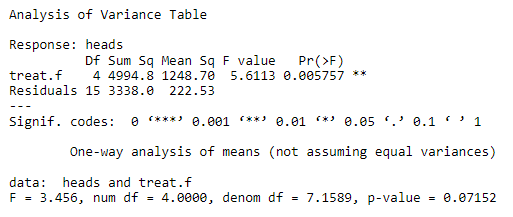 Analysis of Variance Table

Response: heads
          Df Sum Sq Mean Sq F value   Pr(>F)
treat.f    4 4994.8 1248.70  5.6113 0.005757 **
Residuals 15 3338.0  222.53
---
Signif. codes:  0 ‘***’ 0.001 ‘**’ 0.01 ‘*’ 0.05 ‘.’ 0.1 ‘ ’ 1

        One-way analysis of means (not assuming equal variances)

data:  heads and treat.f
F = 3.456, num df = 4.0000, denom df = 7.1589, p-value = 0.07152